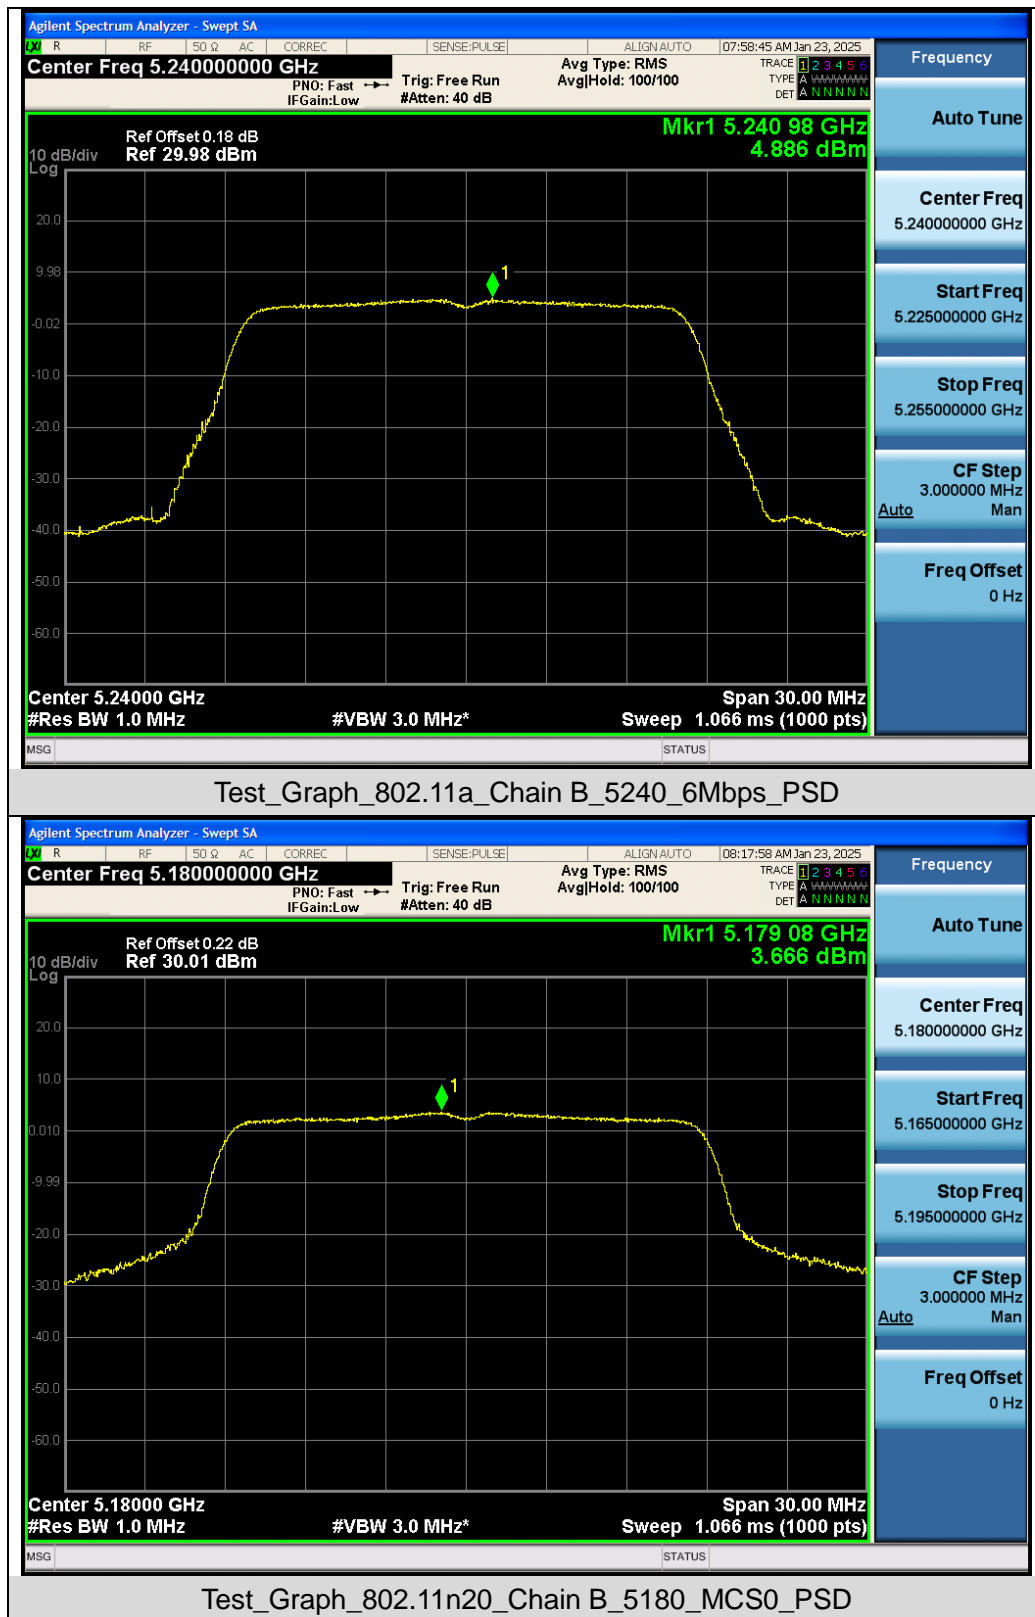 Agilent Spectrum Analyzer - Swept SA
LXI R RF 50 Ω AC CORREC SENSE:PULSE ALIGN AUTO 07:58:45 AM Jan 23, 2025
Center Freq 5.240000000 GHz
PNO: Fast
IFGain:Low
Trig: Free Run
#Atten: 40 dB
Avg Type: RMS
Avg|Hold: 100/100
TRACE 1 2 3 4 5 6
TYPE A WWWWW
DET A N N N N N
Ref Offset 0.18 dB
10 dB/div Ref 29.98 dBm
Log
Mkr1 5.240 98 GHz
4.886 dBm
20.0
9.98
-0.02
-10.0
-20.0
-30.0
-40.0
-50.0
-60.0
1
Center 5.24000 GHz Span 30.00 MHz
#Res BW 1.0 MHz #VBW 3.0 MHz* Sweep 1.066 ms (1000 pts)
MSG STATUS
Frequency
Auto Tune
Center Freq
5.240000000 GHz
Start Freq
5.225000000 GHz
Stop Freq
5.255000000 GHz
CF Step
3.000000 MHz
Auto Man
Freq Offset
0 Hz
Test_Graph_802.11a_Chain B_5240_6Mbps_PSD
Agilent Spectrum Analyzer - Swept SA
LXI R RF 50 Ω AC CORREC SENSE:PULSE ALIGN AUTO 08:17:58 AM Jan 23, 2025
Center Freq 5.180000000 GHz
PNO: Fast
IFGain:Low
Trig: Free Run
#Atten: 40 dB
Avg Type: RMS
Avg|Hold: 100/100
TRACE 1 2 3 4 5 6
TYPE A WWWWW
DET A N N N N N
Ref Offset 0.22 dB
10 dB/div Ref 30.01 dBm
Log
Mkr1 5.179 08 GHz
3.666 dBm
20.0
10.0
0.010
-9.99
-20.0
-30.0
-40.0
-50.0
-60.0
1
Center 5.18000 GHz Span 30.00 MHz
#Res BW 1.0 MHz #VBW 3.0 MHz* Sweep 1.066 ms (1000 pts)
MSG STATUS
Frequency
Auto Tune
Center Freq
5.180000000 GHz
Start Freq
5.165000000 GHz
Stop Freq
5.195000000 GHz
CF Step
3.000000 MHz
Auto Man
Freq Offset
0 Hz
Test_Graph_802.11n20_Chain B_5180_MCS0_PSD